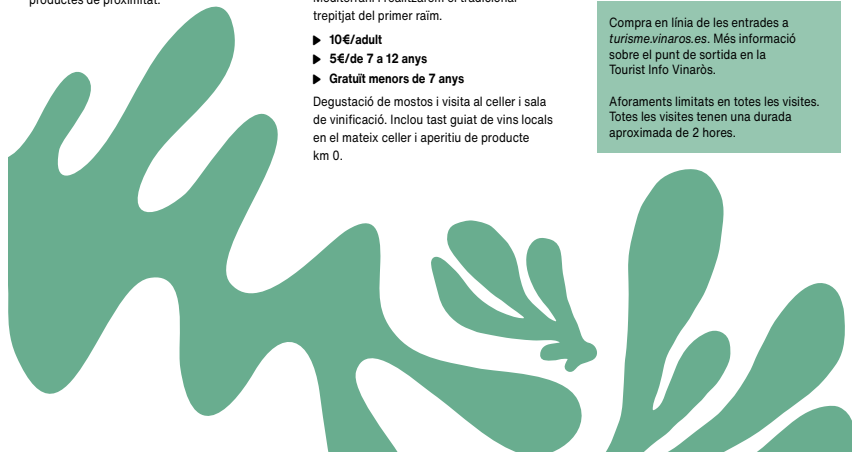 productes de proximitat.
Mediterrani i realitzarem el tradicional
trepitjat del primer raïm.
▶ 10€/adult
▶ 5€/de 7 a 12 anys
▶ Gratuït menors de 7 anys
Degustació de mostos i visita al celler i sala
de vinificació. Inclou tast guiat de vins locals
en el mateix celler i aperitiu de producte
km 0.
Compra en línia de les entrades a
turisme.vinaros.es. Més informació
sobre el punt de sortida en la
Tourist Info Vinaròs.
Aforaments limitats en totes les visites.
Totes les visites tenen una durada
aproximada de 2 hores.